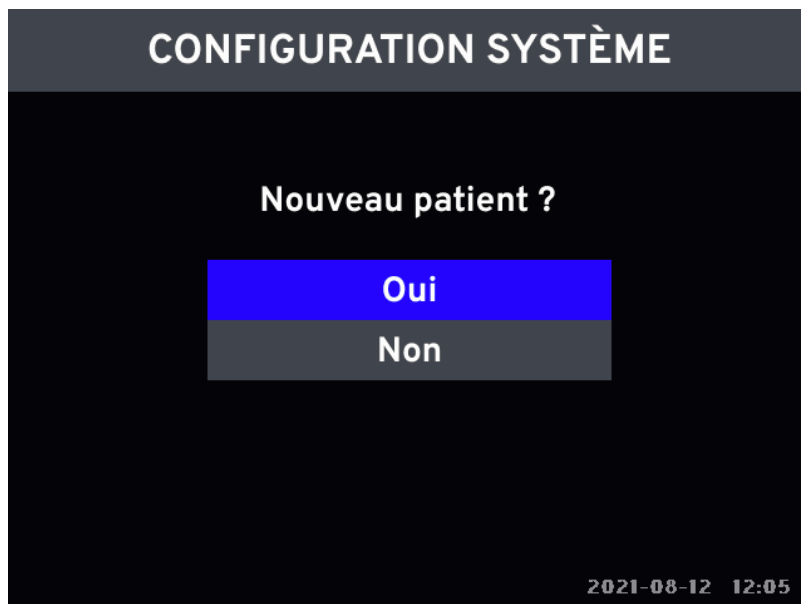 CONFIGURATION SYSTÈME
Nouveau patient ?
Oui
Non
2021-08-12 12:05